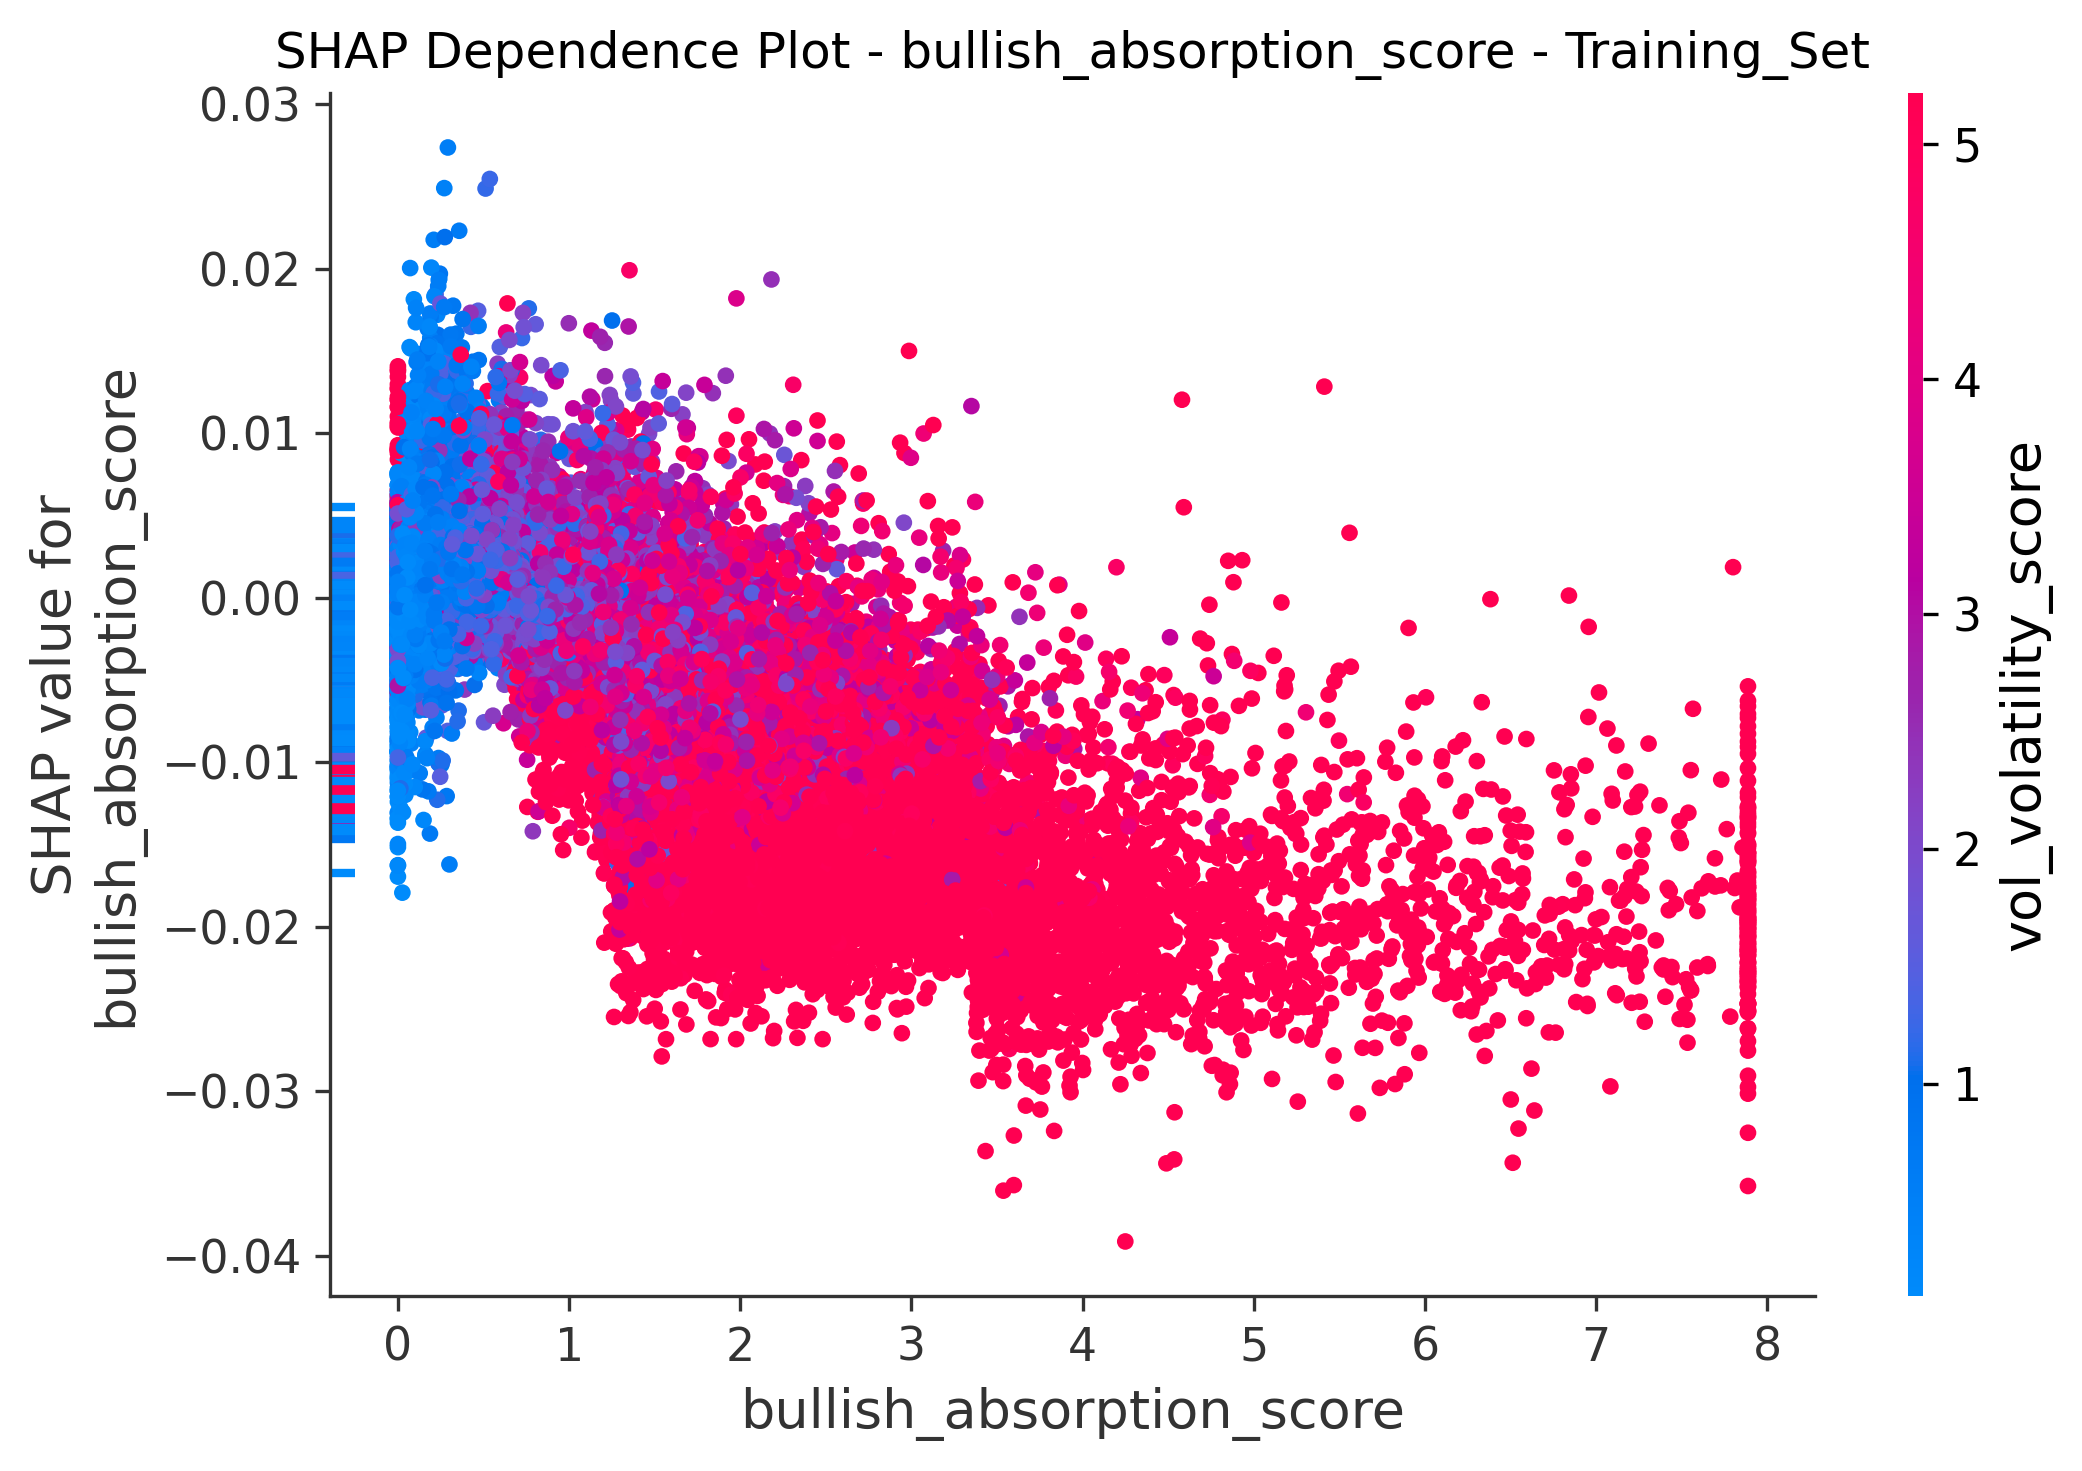 SHAP Dependence Plot - bullish_absorption_score - Training_Set
0.03
0.02
0.01
0.00
−0.01
−0.02
−0.03
−0.04
SHAP value for
bullish_absorption_score
0 1 2 3 4 5 6 7 8
bullish_absorption_score
5
4
3
2
1
vol_volatility_score